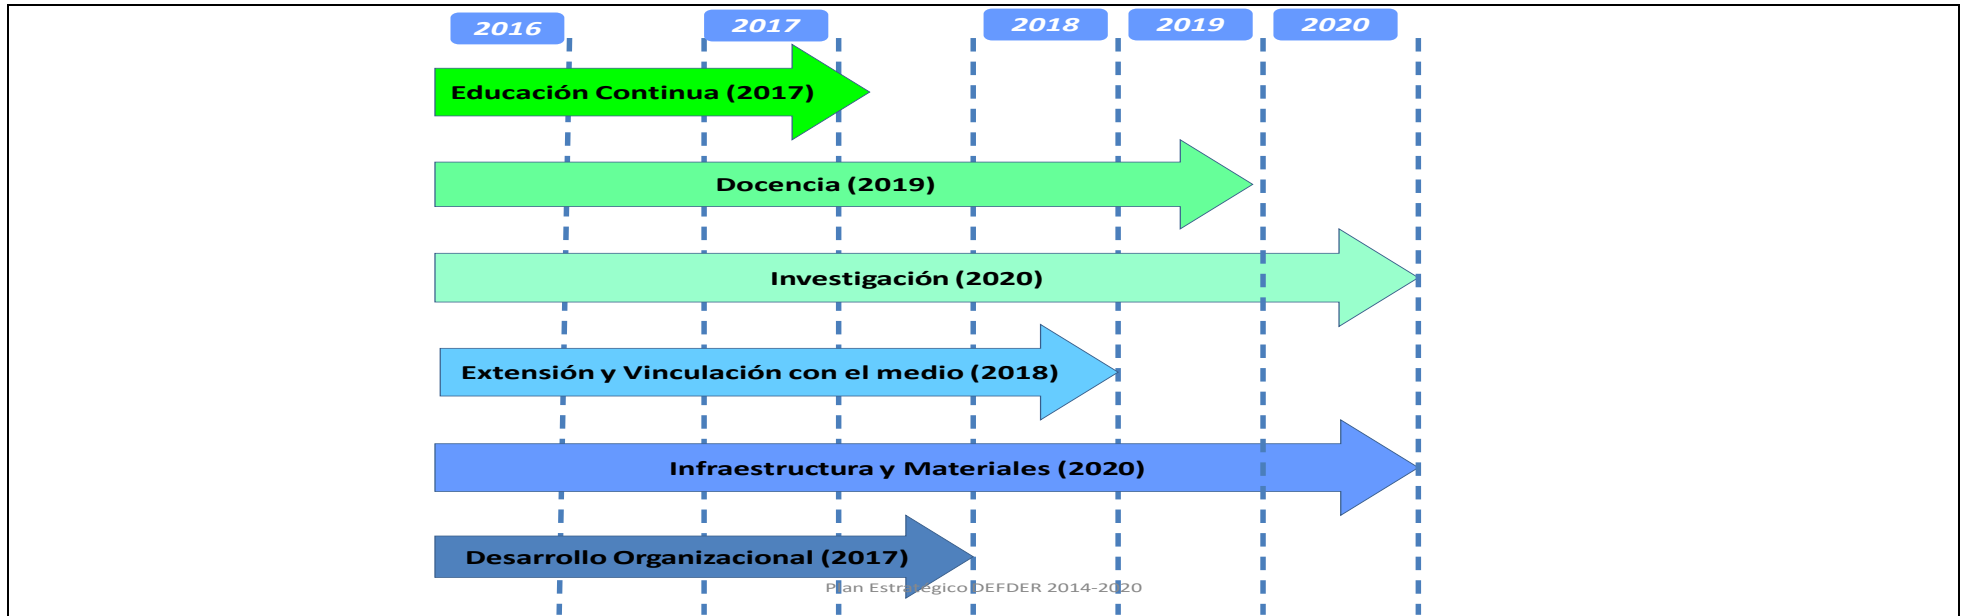 2016
2017
2018
2019
2020
Educación Continua (2017)
Docencia (2019)
Investigación (2020)
Extensión y Vinculación con el medio (2018)
Infraestructura y Materiales (2020)
Desarrollo Organizacional (2017)
Plan Estratégico DEFDER 2014-2020